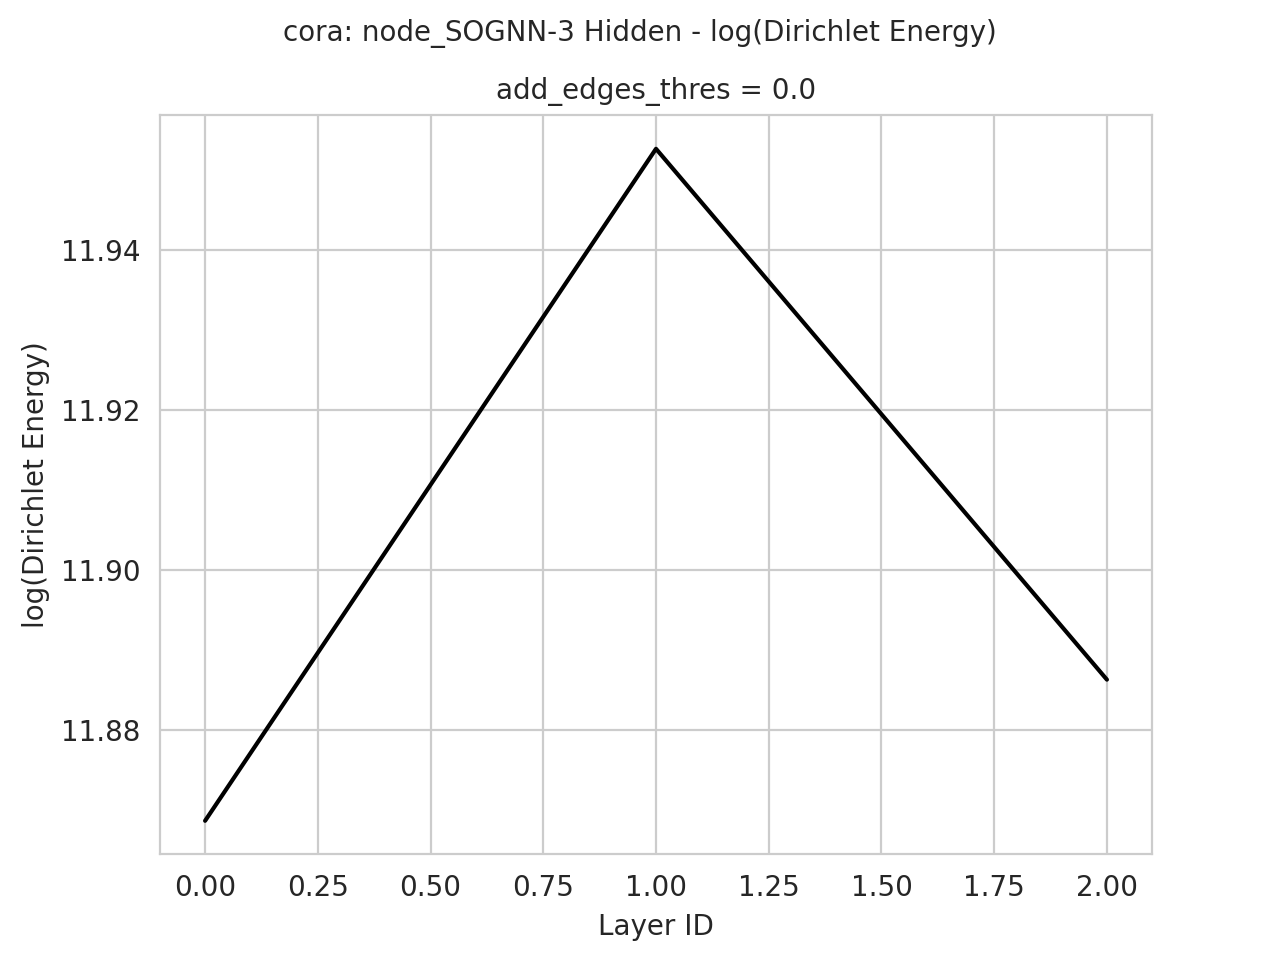 cora: node_SOGNN-3 Hidden - log(Dirichlet Energy)
add_edges_thres = 0.0
log(Dirichlet Energy)
11.94
11.92
11.90
11.88
0.00 0.25 0.50 0.75 1.00 1.25 1.50 1.75 2.00
Layer ID